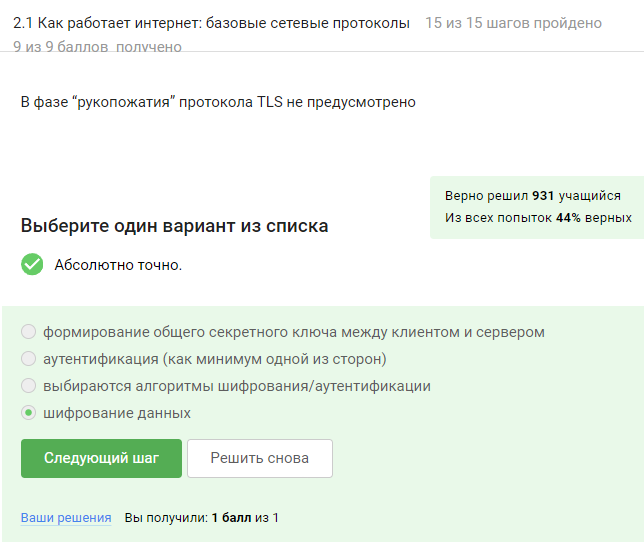 2.1 Как работает интернет: базовые сетевые протоколы 15 из 15 шагов пройдено
9 из 9 баллов получено
В фазе “рукопожатия” протокола TLS не предусмотрено
Верно решил 931 учащийся
Из всех попыток 44% верных
Выберите один вариант из списка
Абсолютно точно.
формирование общего секретного ключа между клиентом и сервером
аутентификация (как минимум одной из сторон)
выбираются алгоритмы шифрования/аутентификации
шифрование данных
Следующий шаг Решить снова
Ваши решения Вы получили: 1 балл из 1